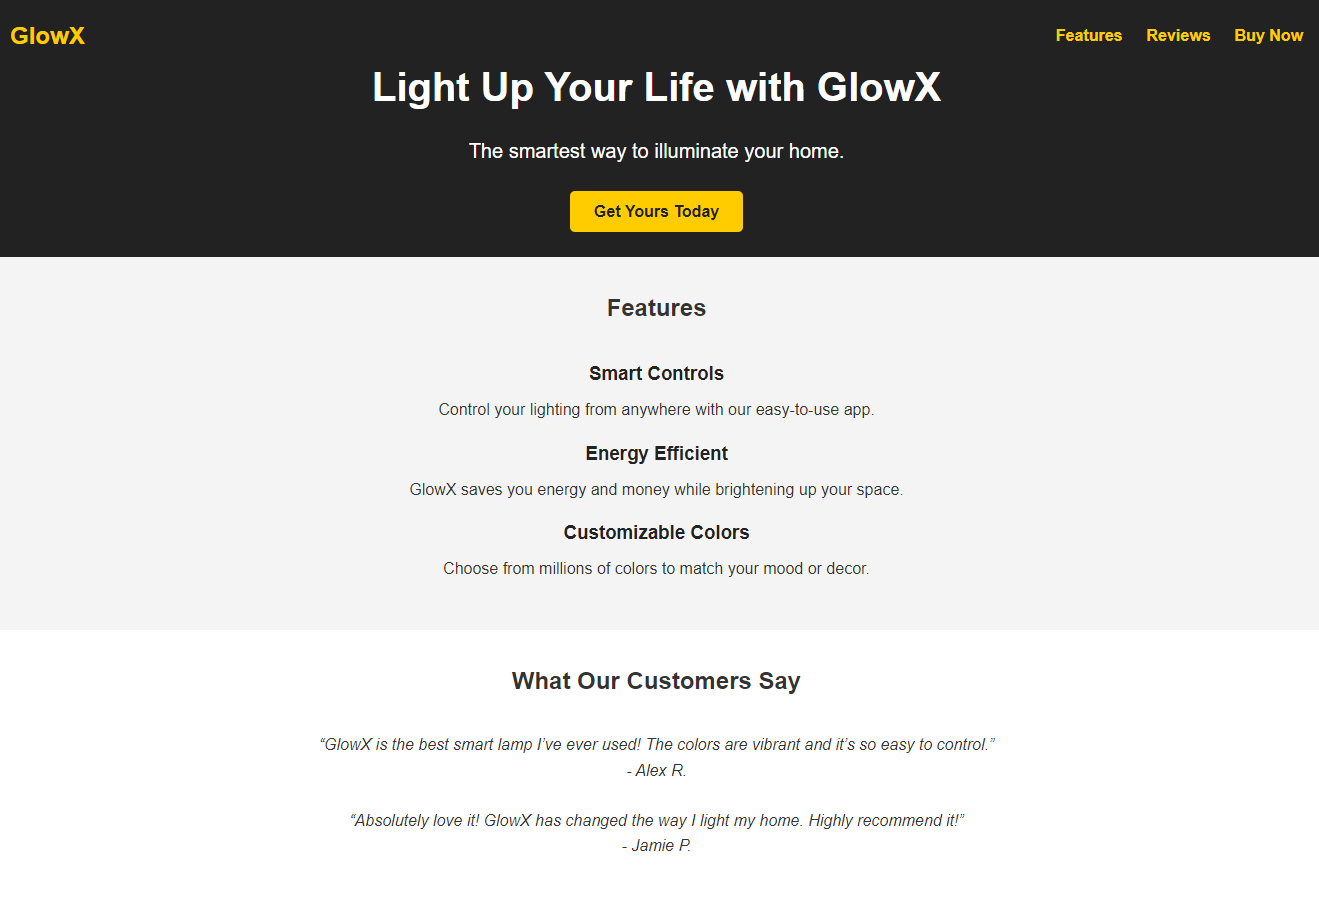 GlowX
Features Reviews Buy Now
Light Up Your Life with GlowX
The smartest way to illuminate your home.
Get Yours Today
Features
Smart Controls
Control your lighting from anywhere with our easy-to-use app.
Energy Efficient
GlowX saves you energy and money while brightening up your space.
Customizable Colors
Choose from millions of colors to match your mood or decor.
What Our Customers Say
“GlowX is the best smart lamp I’ve ever used! The colors are vibrant and it’s so easy to control.”
- Alex R.
“Absolutely love it! GlowX has changed the way I light my home. Highly recommend it!”
- Jamie P.